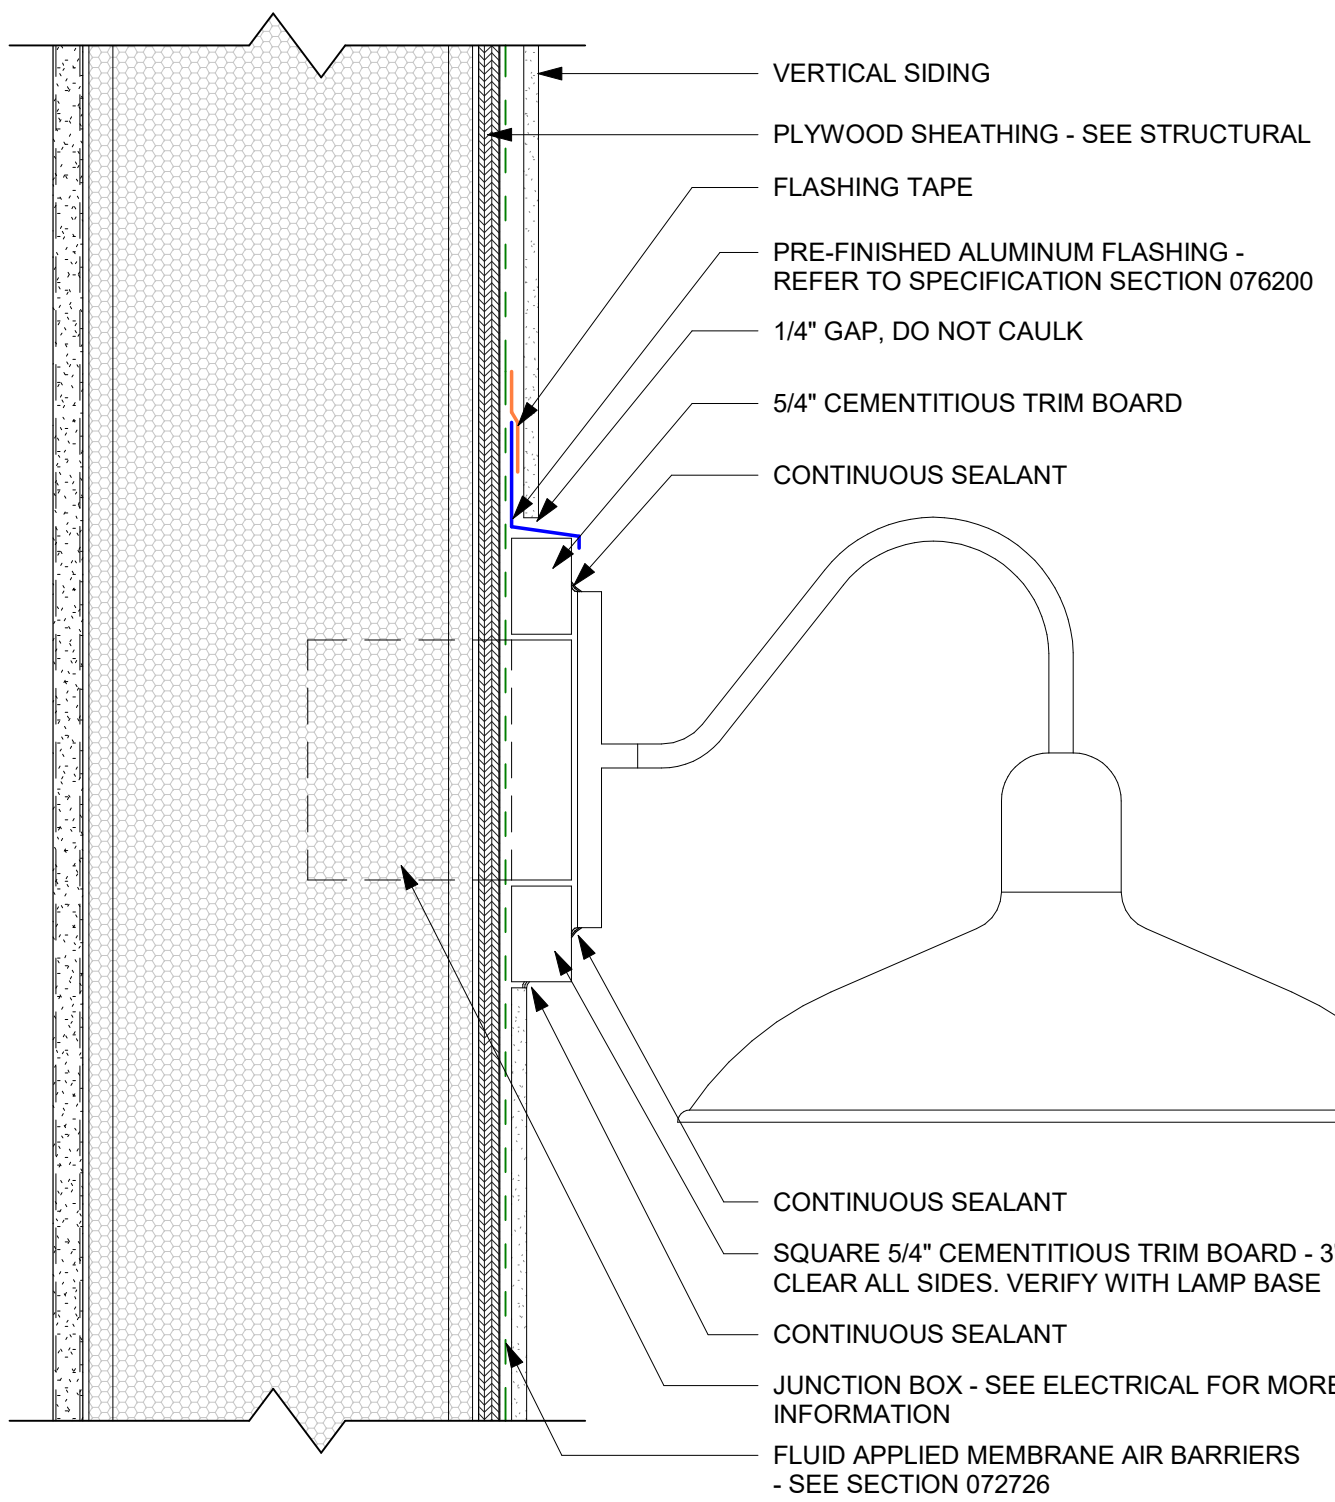 VERTICAL SIDING
PLYWOOD SHEATHING - SEE STRUCTURAL
FLASHING TAPE
PRE-FINISHED ALUMINUM FLASHING -
REFER TO SPECIFICATION SECTION 076200
1/4" GAP, DO NOT CAULK
5/4" CEMENTITIOUS TRIM BOARD
CONTINUOUS SEALANT
CONTINUOUS SEALANT
SQUARE 5/4" CEMENTITIOUS TRIM BOARD - 3"
CLEAR ALL SIDES. VERIFY WITH LAMP BASE
CONTINUOUS SEALANT
JUNCTION BOX - SEE ELECTRICAL FOR MORE
INFORMATION
FLUID APPLIED MEMBRANE AIR BARRIERS
- SEE SECTION 072726